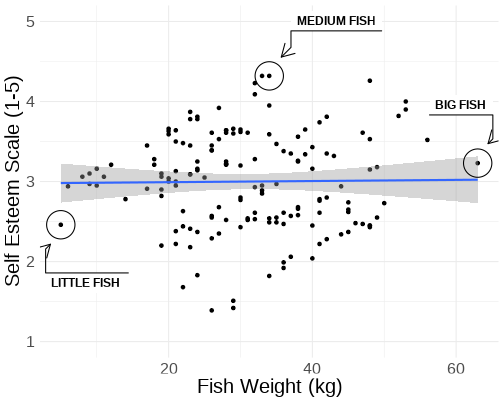 MEDIUM FISH
BIG FISH
LITTLE FISH
Self Esteem Scale (1-5)
5
4
3
2
1
20
40
60
Fish Weight (kg)